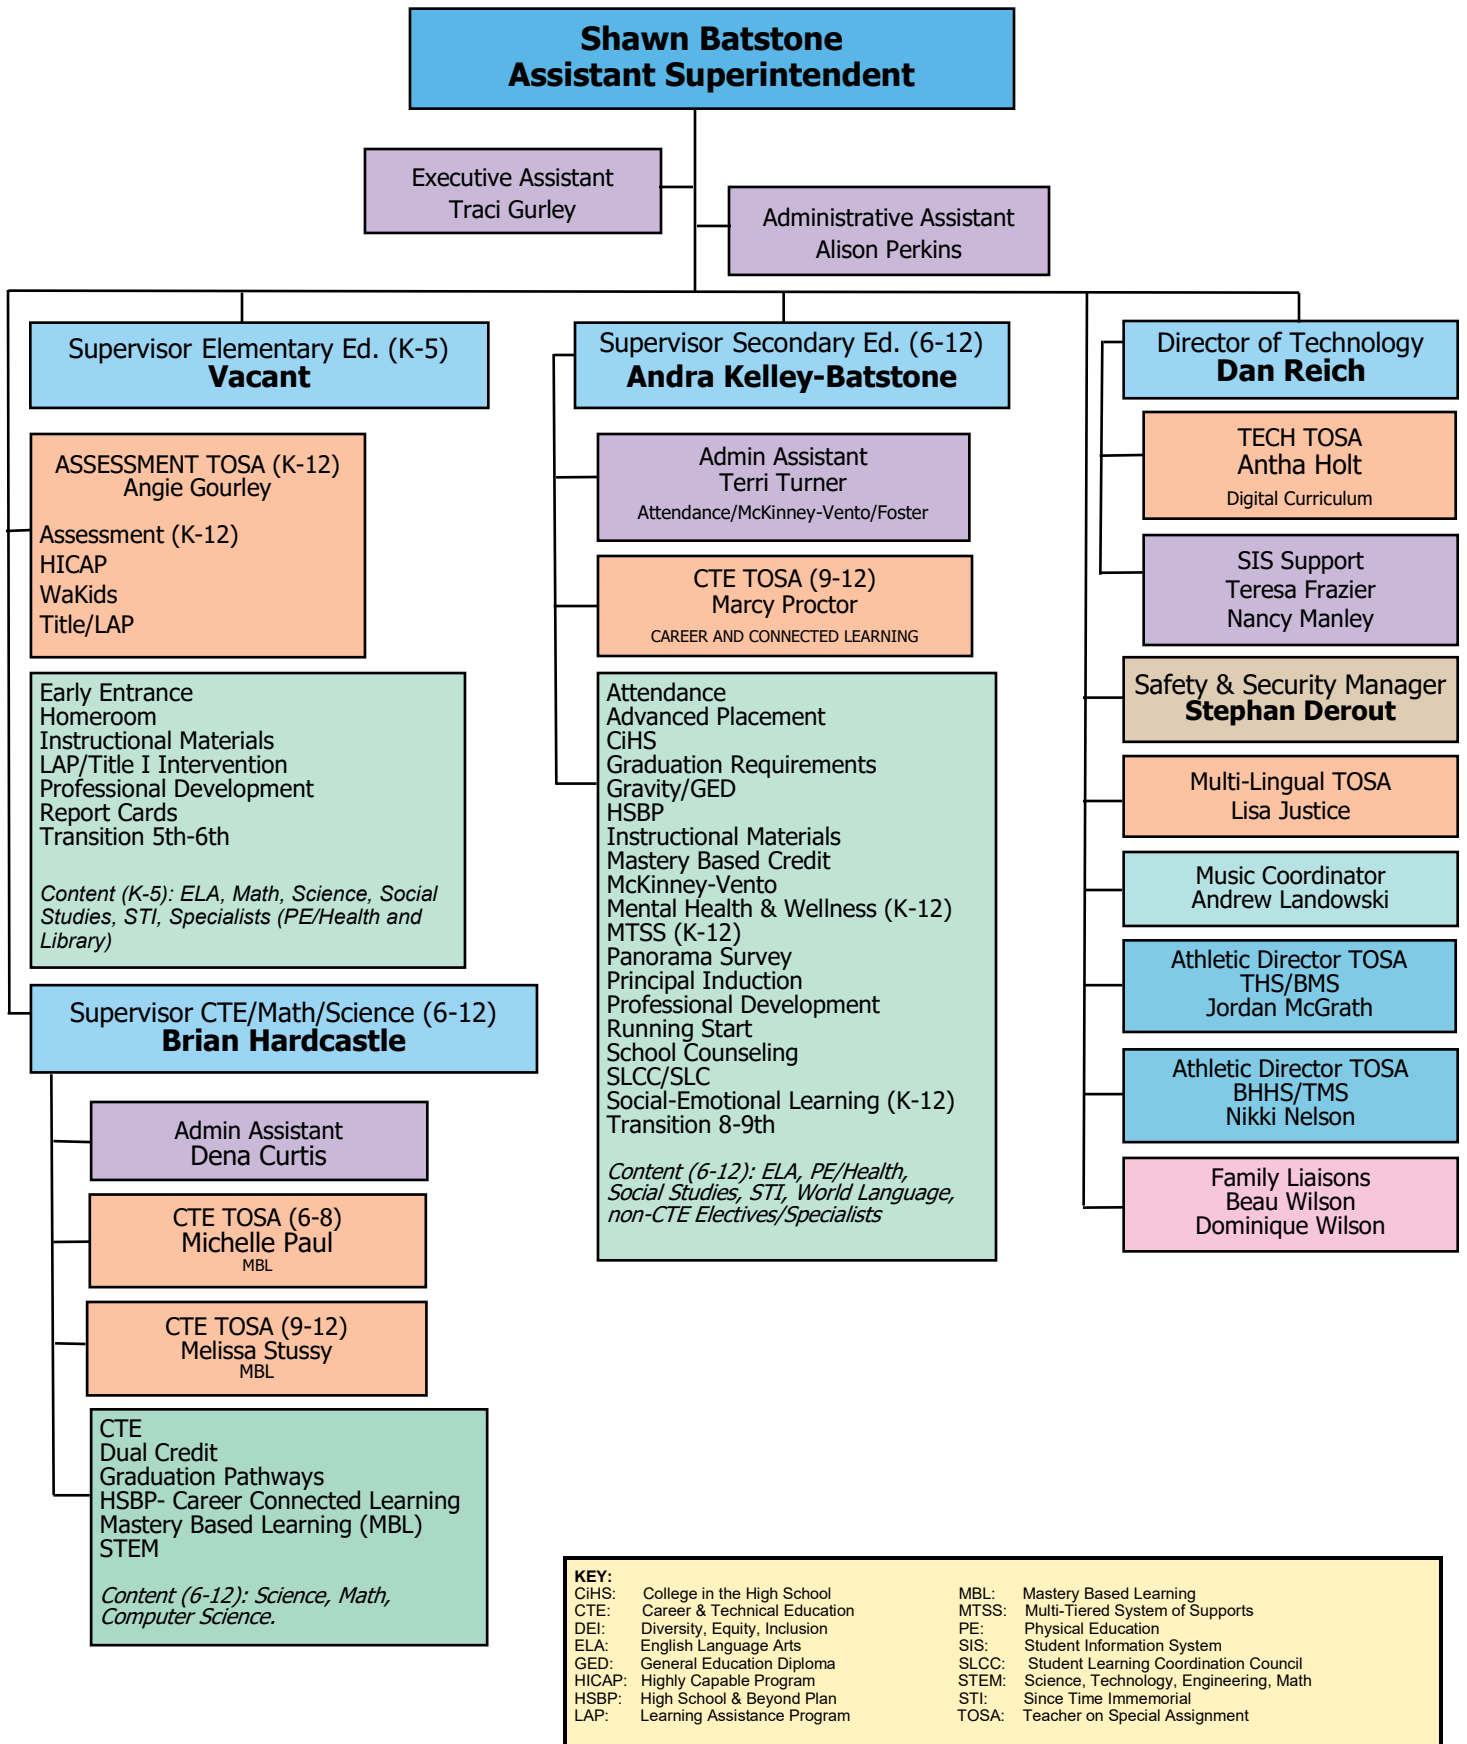 Shawn Batstone
Assistant Superintendent
Executive Assistant
Traci Gurley
Administrative Assistant
Alison Perkins
Supervisor Elementary Ed. (K-5)
Vacant
ASSESSMENT TOSA (K-12)
Angie Gourley
Assessment (K-12)
HICAP
WaKids
Title/LAP
Early Entrance
Homeroom
Instructional Materials
LAP/Title I Intervention
Professional Development
Report Cards
Transition 5th-6th
Content (K-5): ELA, Math, Science, Social
Studies, STI, Specialists (PE/Health and
Library)
Supervisor CTE/Math/Science (6-12)
Brian Hardcastle
Admin Assistant
Dena Curtis
CTE TOSA (6-8)
Michelle Paul
MBL
CTE TOSA (9-12)
Melissa Stussy
MBL
CTE
Dual Credit
Graduation Pathways
HSBP- Career Connected Learning
Mastery Based Learning (MBL)
STEM
Content (6-12): Science, Math,
Computer Science.
Supervisor Secondary Ed. (6-12)
Andra Kelley-Batstone
Admin Assistant
Terri Turner
Attendance/McKinney-Vento/Foster
CTE TOSA (9-12)
Marcy Proctor
CAREER AND CONNECTED LEARNING
Attendance
Advanced Placement
CiHS
Graduation Requirements
Gravity/GED
HSBP
Instructional Materials
Mastery Based Credit
McKinney-Vento
Mental Health & Wellness (K-12)
MTSS (K-12)
Panorama Survey
Principal Induction
Professional Development
Running Start
School Counseling
SLCC/SLC
Social-Emotional Learning (K-12)
Transition 8-9th
Content (6-12): ELA, PE/Health,
Social Studies, STI, World Language,
non-CTE Electives/Specialists
Director of Technology
Dan Reich
TECH TOSA
Antha Holt
Digital Curriculum
SIS Support
Teresa Frazier
Nancy Manley
Safety & Security Manager
Stephan Derout
Multi-Lingual TOSA
Lisa Justice
Music Coordinator
Andrew Landowski
Athletic Director TOSA
THS/BMS
Jordan McGrath
Athletic Director TOSA
BHHS/TMS
Nikki Nelson
Family Liaisons
Beau Wilson
Dominique Wilson
KEY:
CiHS: College in the High School
CTE: Career & Technical Education
DEI: Diversity, Equity, Inclusion
ELA: English Language Arts
GED: General Education Diploma
HICAP: Highly Capable Program
HSBP: High School & Beyond Plan
LAP: Learning Assistance Program
MBL: Mastery Based Learning
MTSS: Multi-Tiered System of Supports
PE: Physical Education
SIS: Student Information System
SLCC: Student Learning Coordination Council
STEM: Science, Technology, Engineering, Math
STI: Since Time Immemorial
TOSA: Teacher on Special Assignment